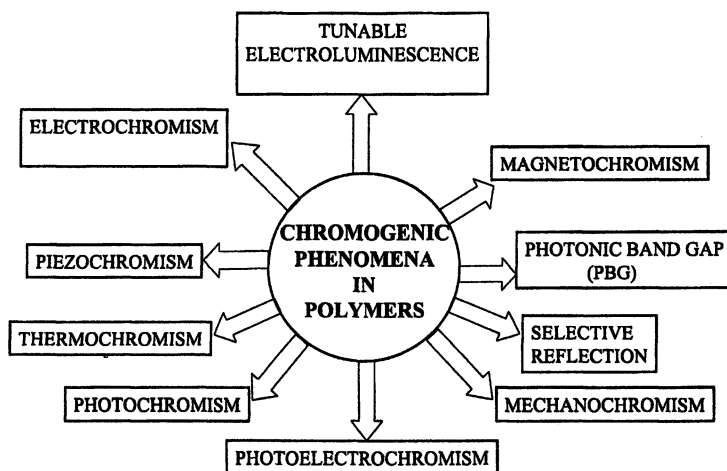 TUNABLE
ELECTROLUMINESCENCE
ELECTROCHROMISM
MAGNETOCHROMISM
CHROMOGENIC
PHENOMENA
IN
POLYMERS
PIEZOCHROMISM
PHOTONIC BAND GAP
(PBG)
THERMOCHROMISM
SELECTIVE
REFLECTION
PHOTOCHROMISM
MECHANOCHROMISM
PHOTOELECTROCHROMISM